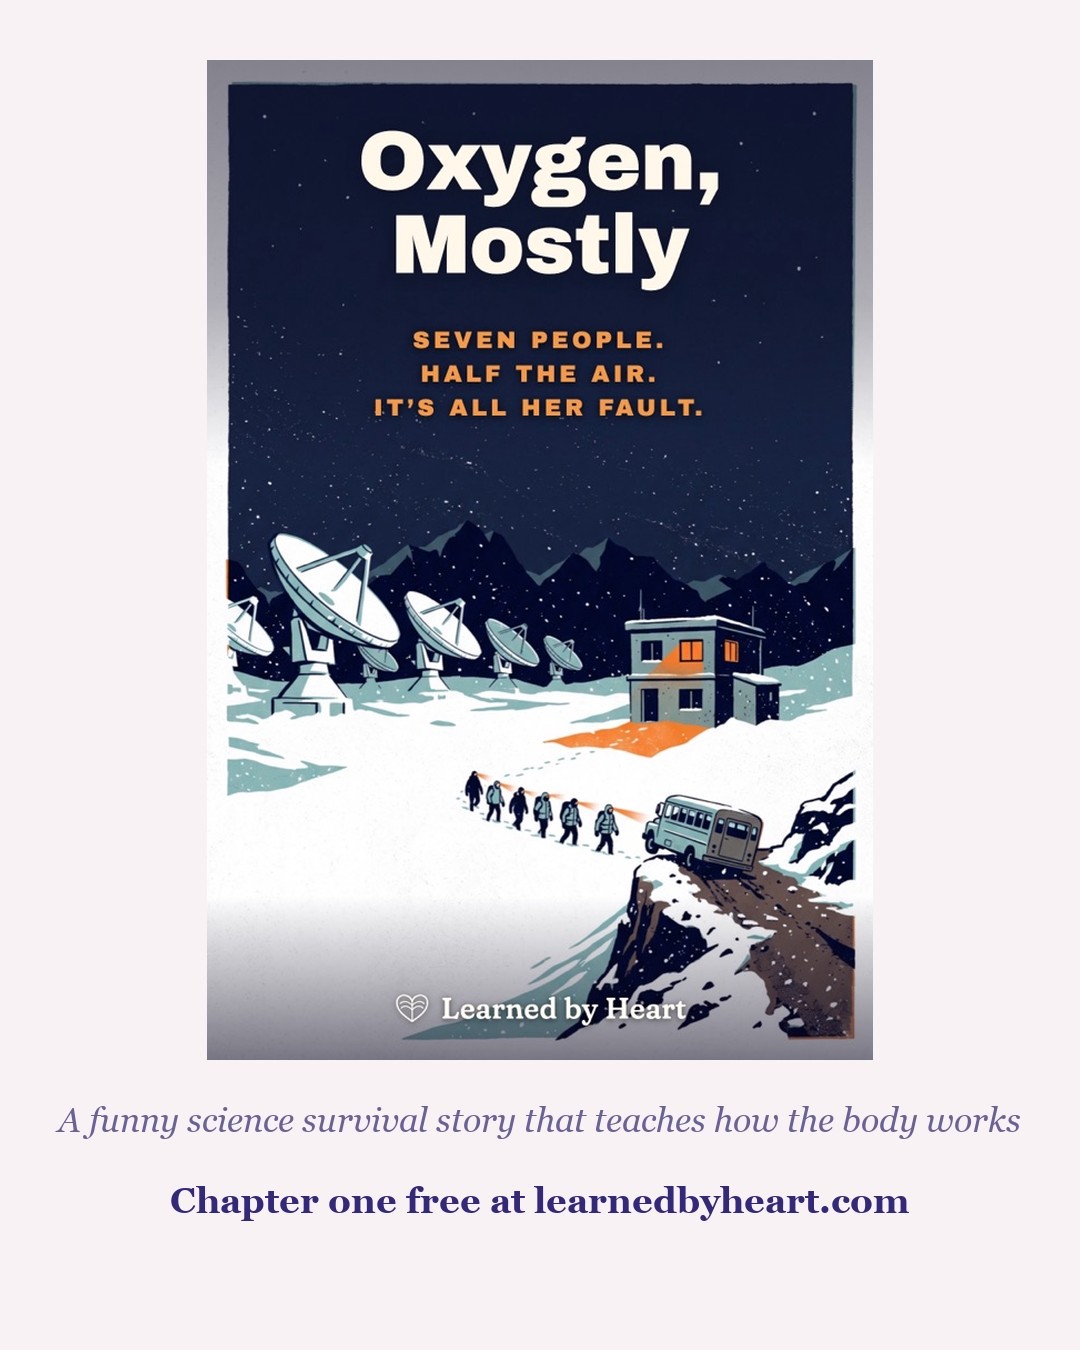 Oxygen,
Mostly
SEVEN PEOPLE.
HALF THE AIR.
IT’S ALL HER FAULT.
Learned by Heart
A funny science survival story that teaches how the body works
Chapter one free at learnedbyheart.com